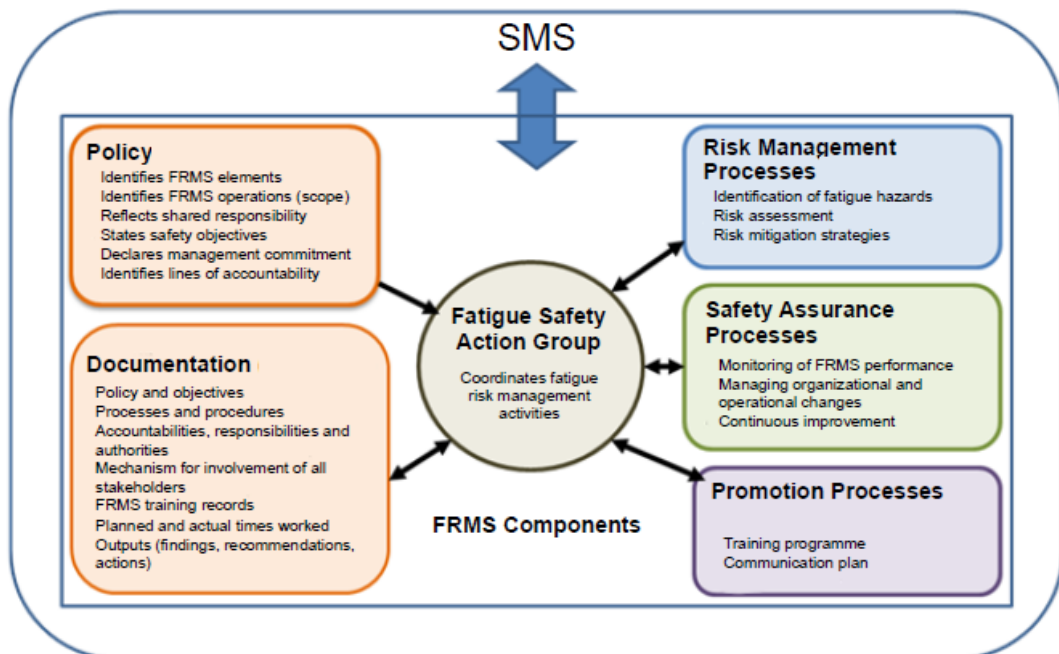 SMS
Policy
Identifies FRMS elements
Identifies FRMS operations (scope)
Reflects shared responsibility
States safety objectives
Declares management commitment
Identifies lines of accountability
Documentation
Policy and objectives
Processes and procedures
Accountabilities, responsibilities and
authorities
Mechanism for involvement of all
stakeholders
FRMS training records
Planned and actual times worked
Outputs (findings, recommendations,
actions)
Fatigue Safety
Action Group
Coordinates fatigue
risk management
activities
FRMS Components
Risk Management
Processes
Identification of fatigue hazards
Risk assessment
Risk mitigation strategies
Safety Assurance
Processes
Monitoring of FRMS performance
Managing organizational and
operational changes
Continuous improvement
Promotion Processes
Training programme
Communication plan